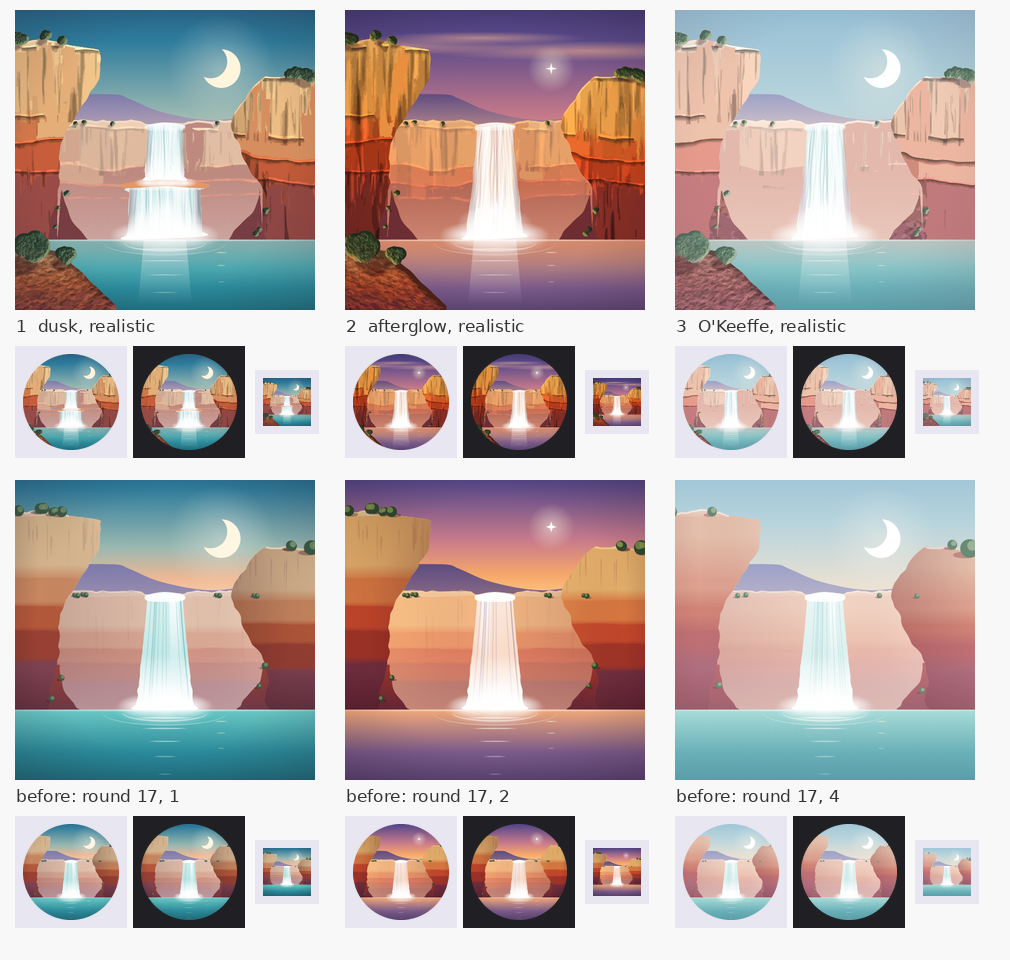 1 dusk, realistic
2 afterglow, realistic
3 O'Keeffe, realistic
before: round 17, 1
before: round 17, 2
before: round 17, 4